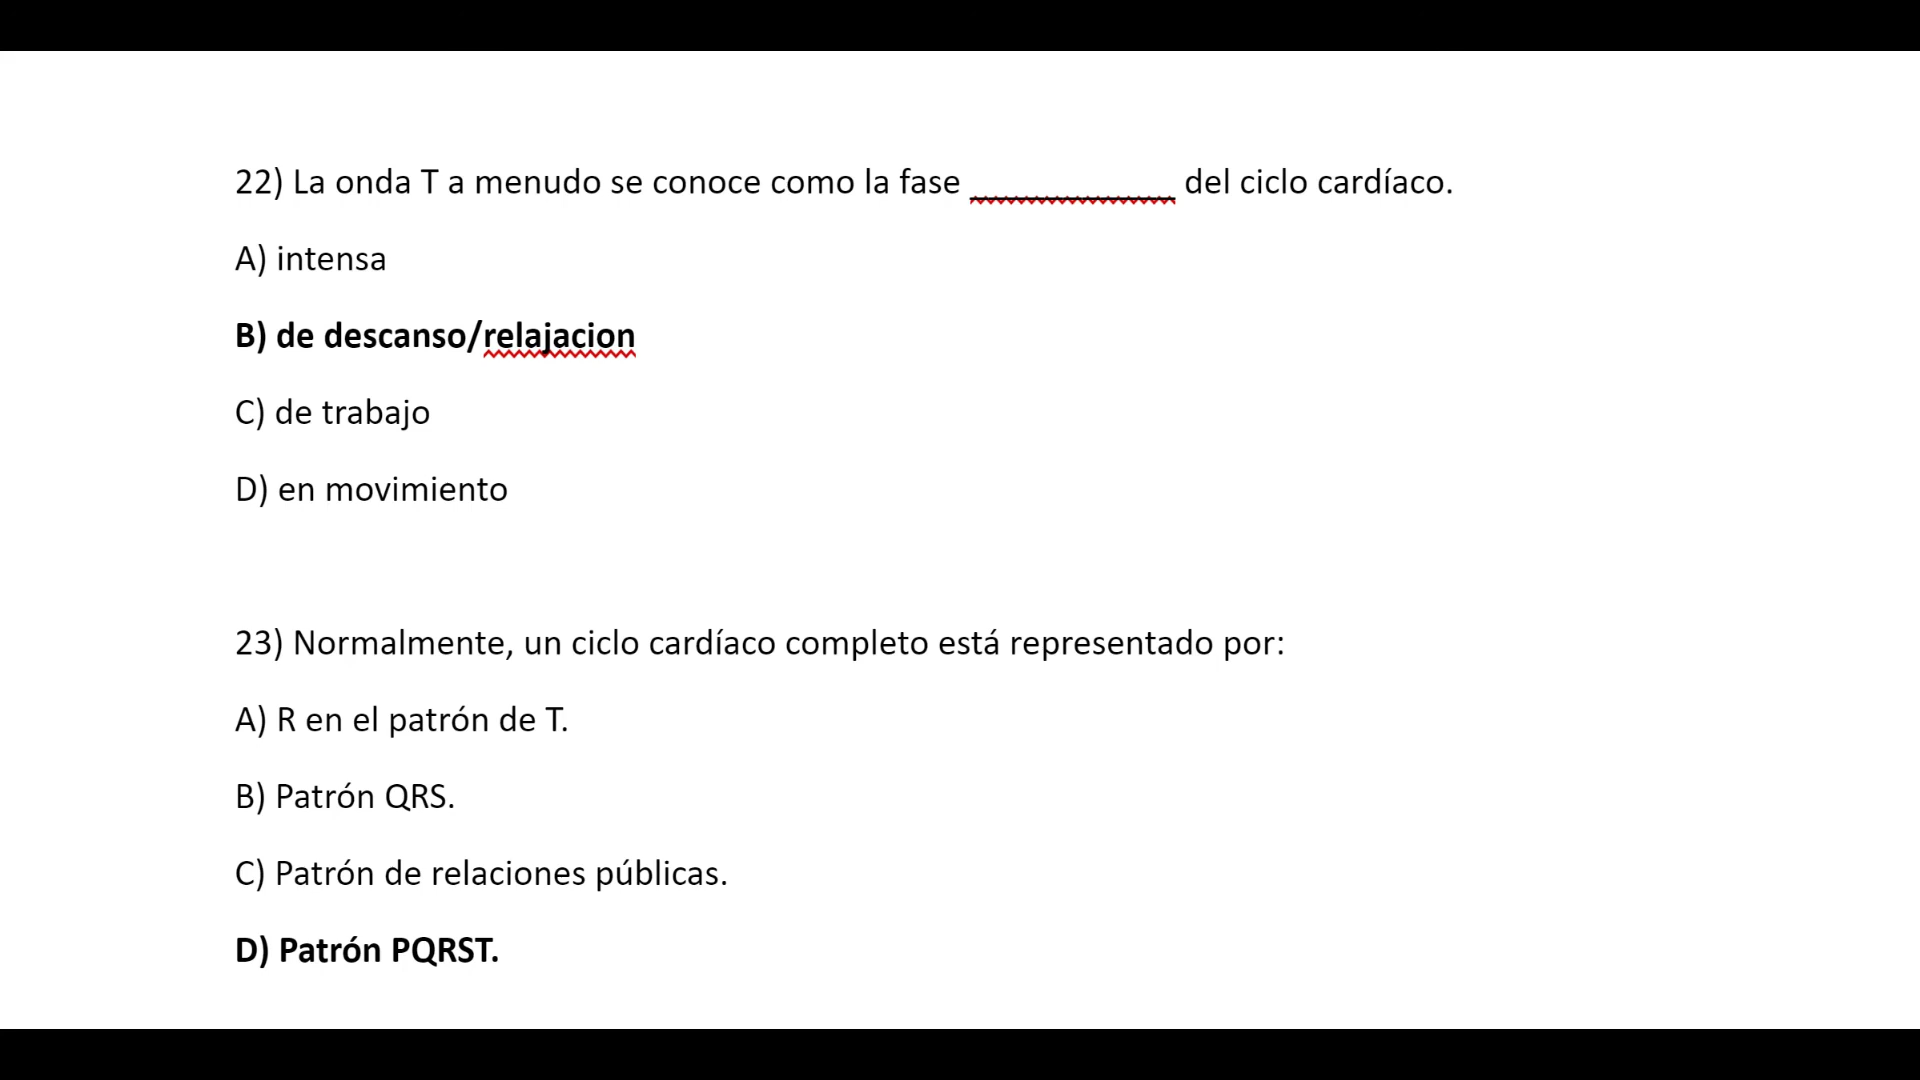 22) La onda T a menudo se conoce como la fase ____________ del ciclo cardíaco.
A) intensa
B) de descanso/relajacion
C) de trabajo
D) en movimiento
23) Normalmente, un ciclo cardíaco completo está representado por:
A) R en el patrón de T.
B) Patrón QRS.
C) Patrón de relaciones públicas.
D) Patrón PQRST.